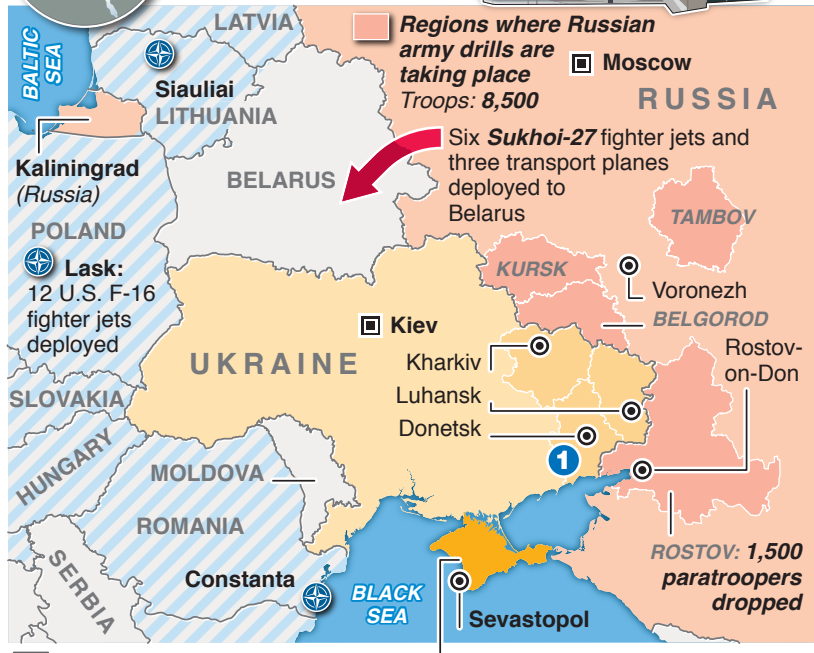 LATVIA
BALTIC
SEA
Siauliai
LITHUANIA
Regions where Russian
army drills are
taking place
Troops: 8,500
Moscow
RUSSIA
Kaliningrad
(Russia)
BELARUS
Six Sukhoi-27 fighter jets and
three transport planes
deployed to
Belarus
POLAND
Lask:
12 U.S. F-16
fighter jets
deployed
TAMBOV
KURSK
Voronezh
BELGOROD
Kiev
UKRAINE
Kharkiv
Luhansk
Donetsk
Rostov-
on-Don
1
SLOVAKIA
HUNGARY
MOLDOVA
ROMANIA
SERBIA
Constanta
BLACK
SEA
Sevastopol
ROSTOV: 1,500
paratroopers
dropped